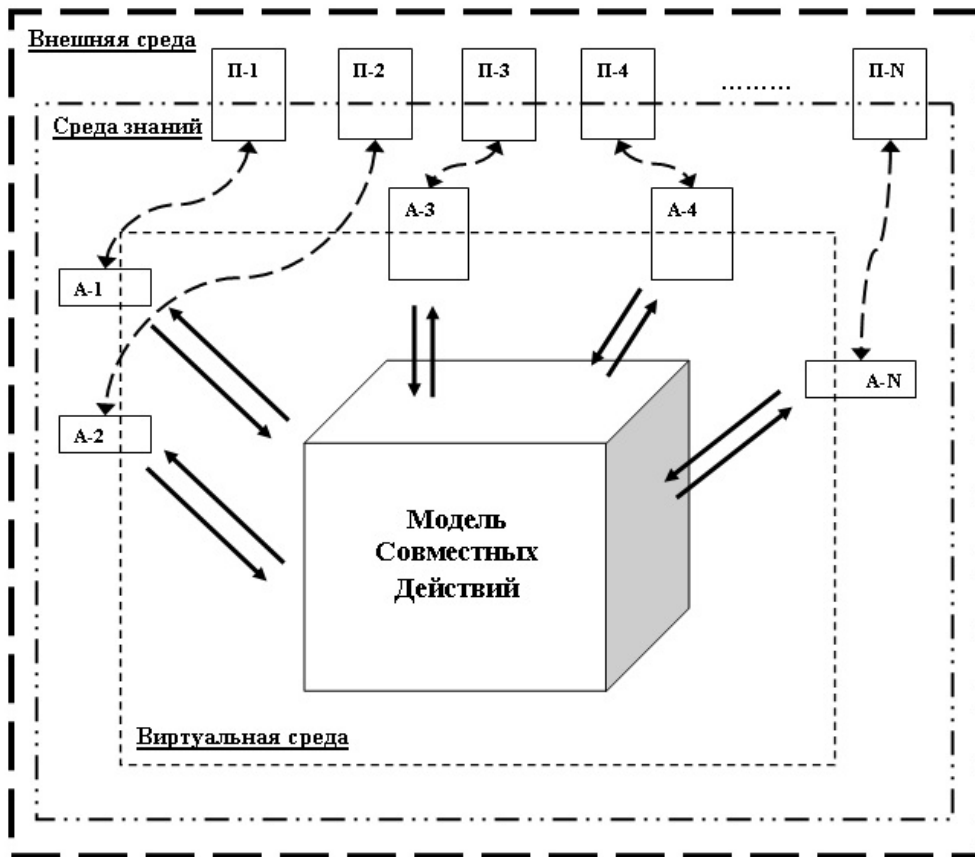 Внешняя среда
П-1
П-2
П-3
П-4
.........
П-N
Среда знаний
А-3
А-4
А-1
А-N
А-2
Модель
Совместных
Действий
Виртуальная среда